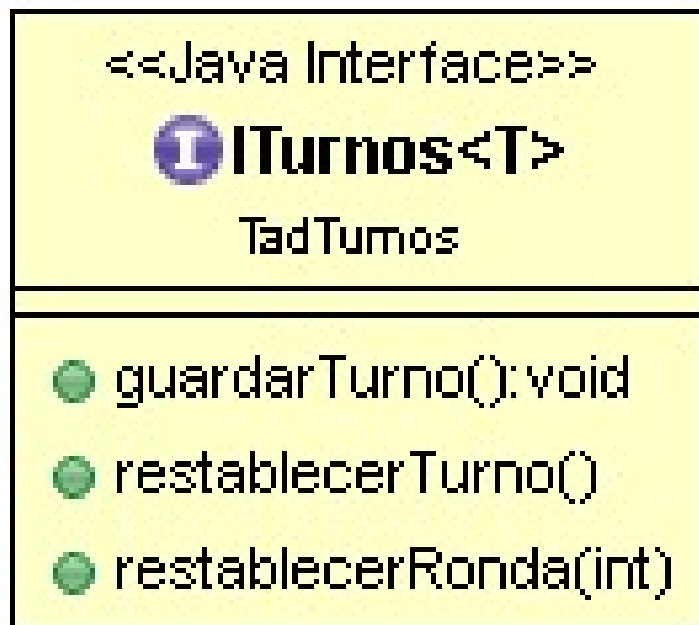 <<Java Interface>>
I ITurnos<T>
TadTurnos
guardarTurno():void
restablecerTurno()
restablecerRonda(int)